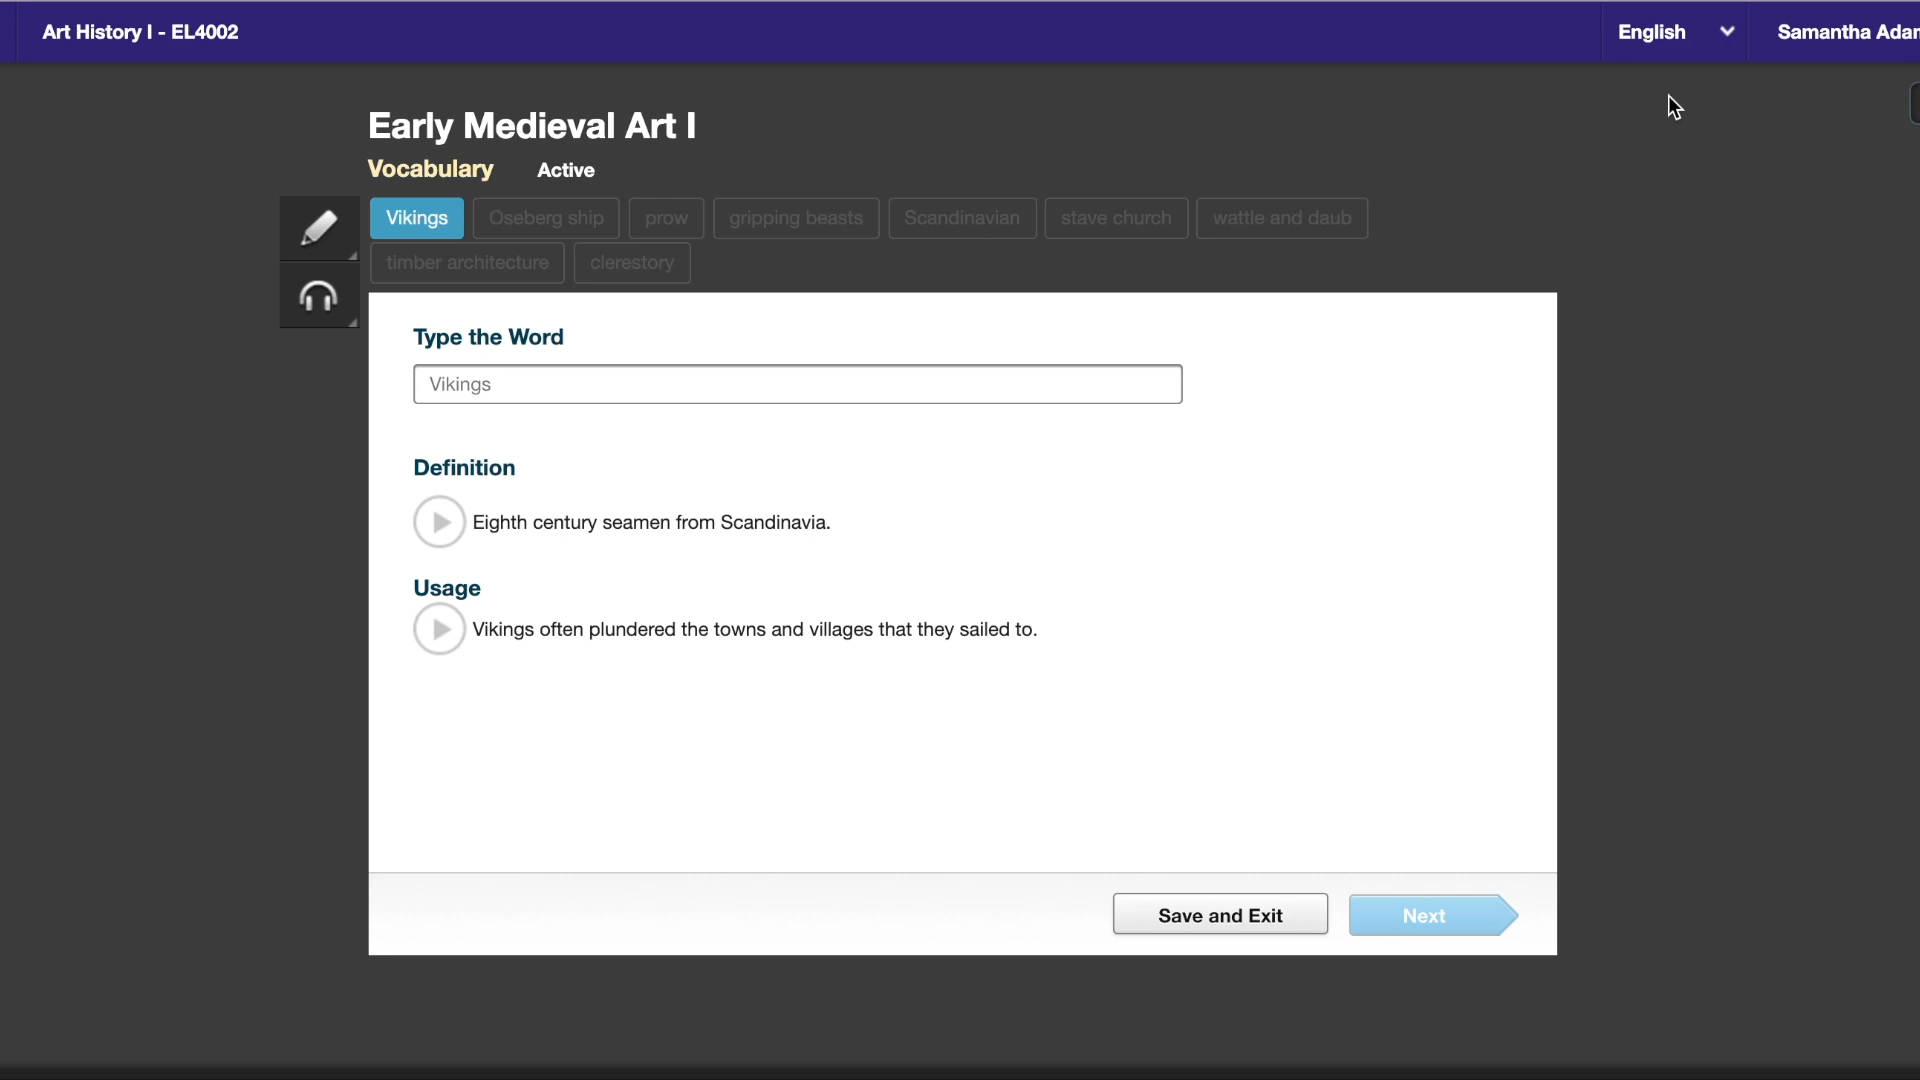 Art History I - EL4002
English
Samantha
Early Medieval Art I
Vocabulary Active
Vikings Oseberg ship prow gripping beasts Scandinavian stave church wattle and daub
timber architecture clerestory
Type the Word
Vikings
Definition
Eighth century seamen from Scandinavia.
Usage
Vikings often plundered the towns and villages that they sailed to.
Save and Exit Next